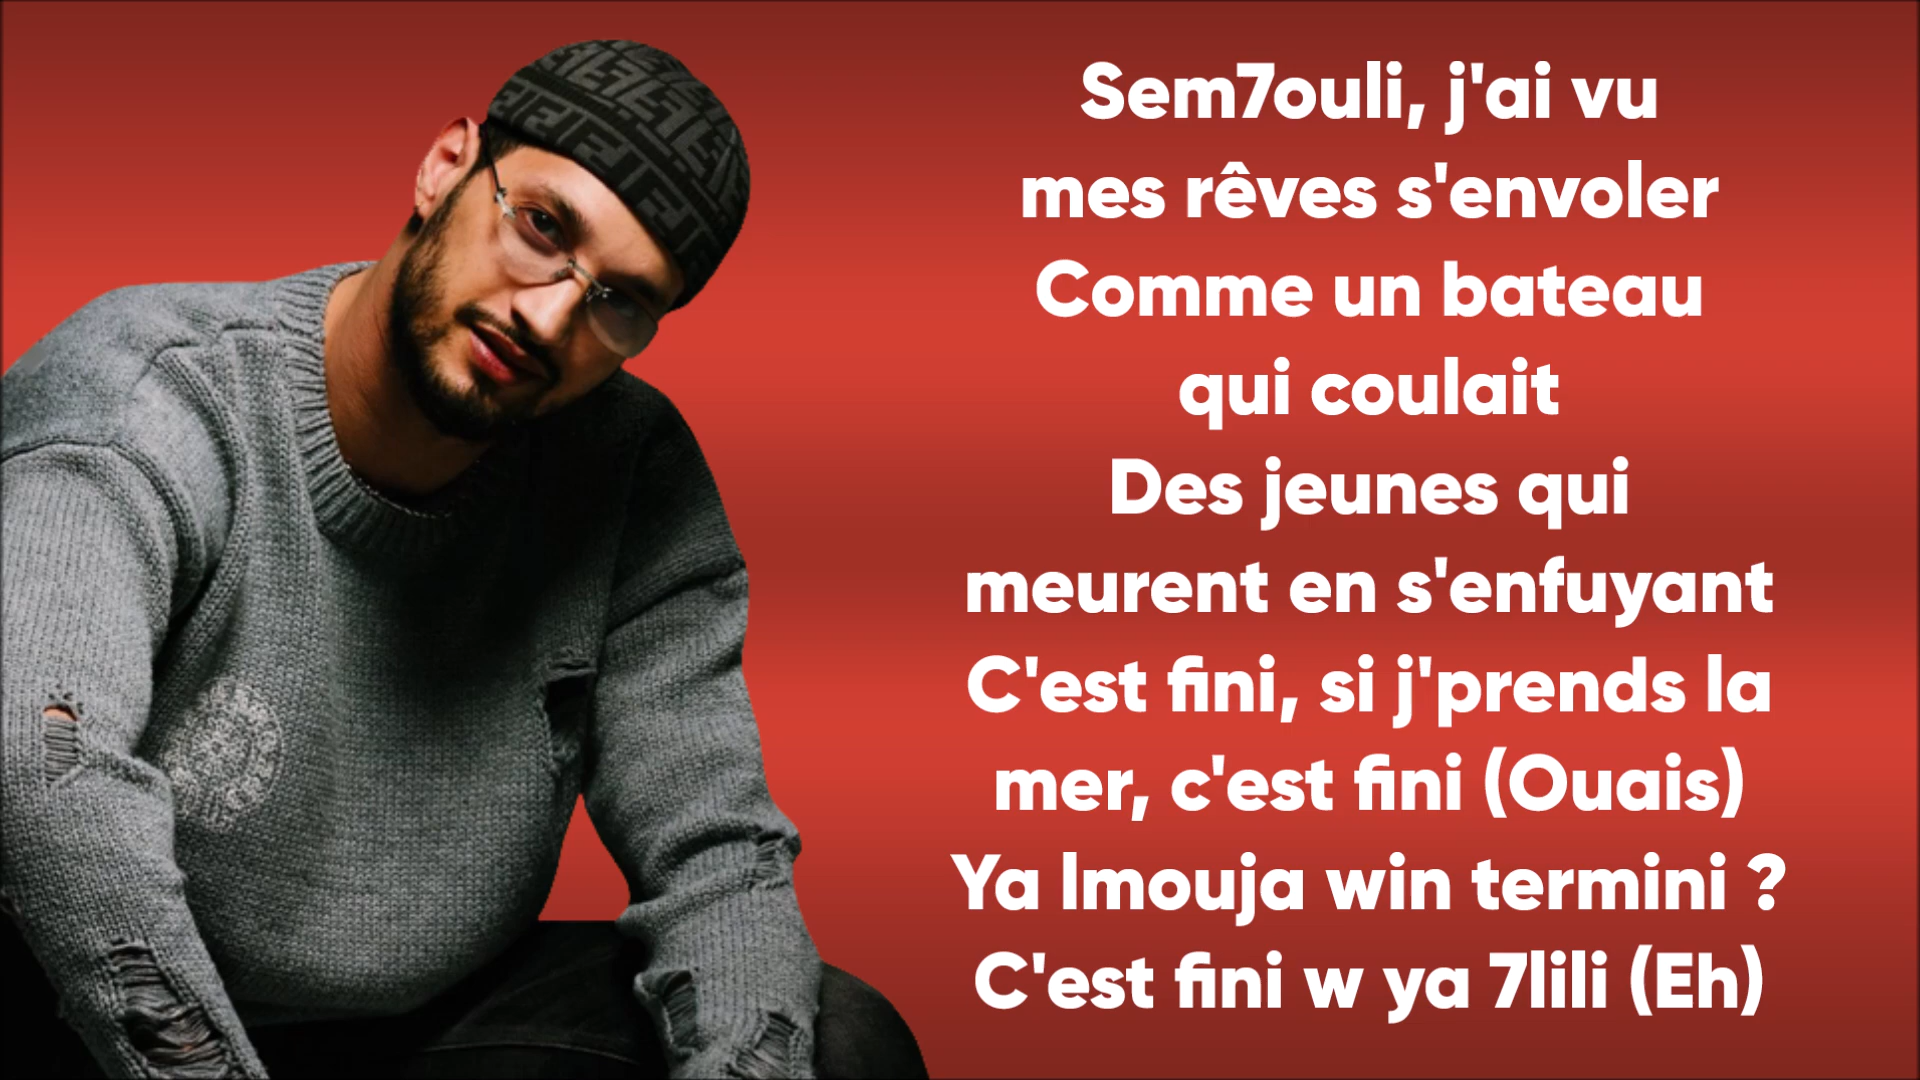 Sem7ouli, j'ai vu
mes rêves s'envoler
Comme un bateau
qui coulait
Des jeunes qui
meurent en s'enfuyant
C'est fini, si j'prends la
mer, c'est fini (Ouais)
Ya lmouja win termini ?
C'est fini w ya 7lili (Eh)